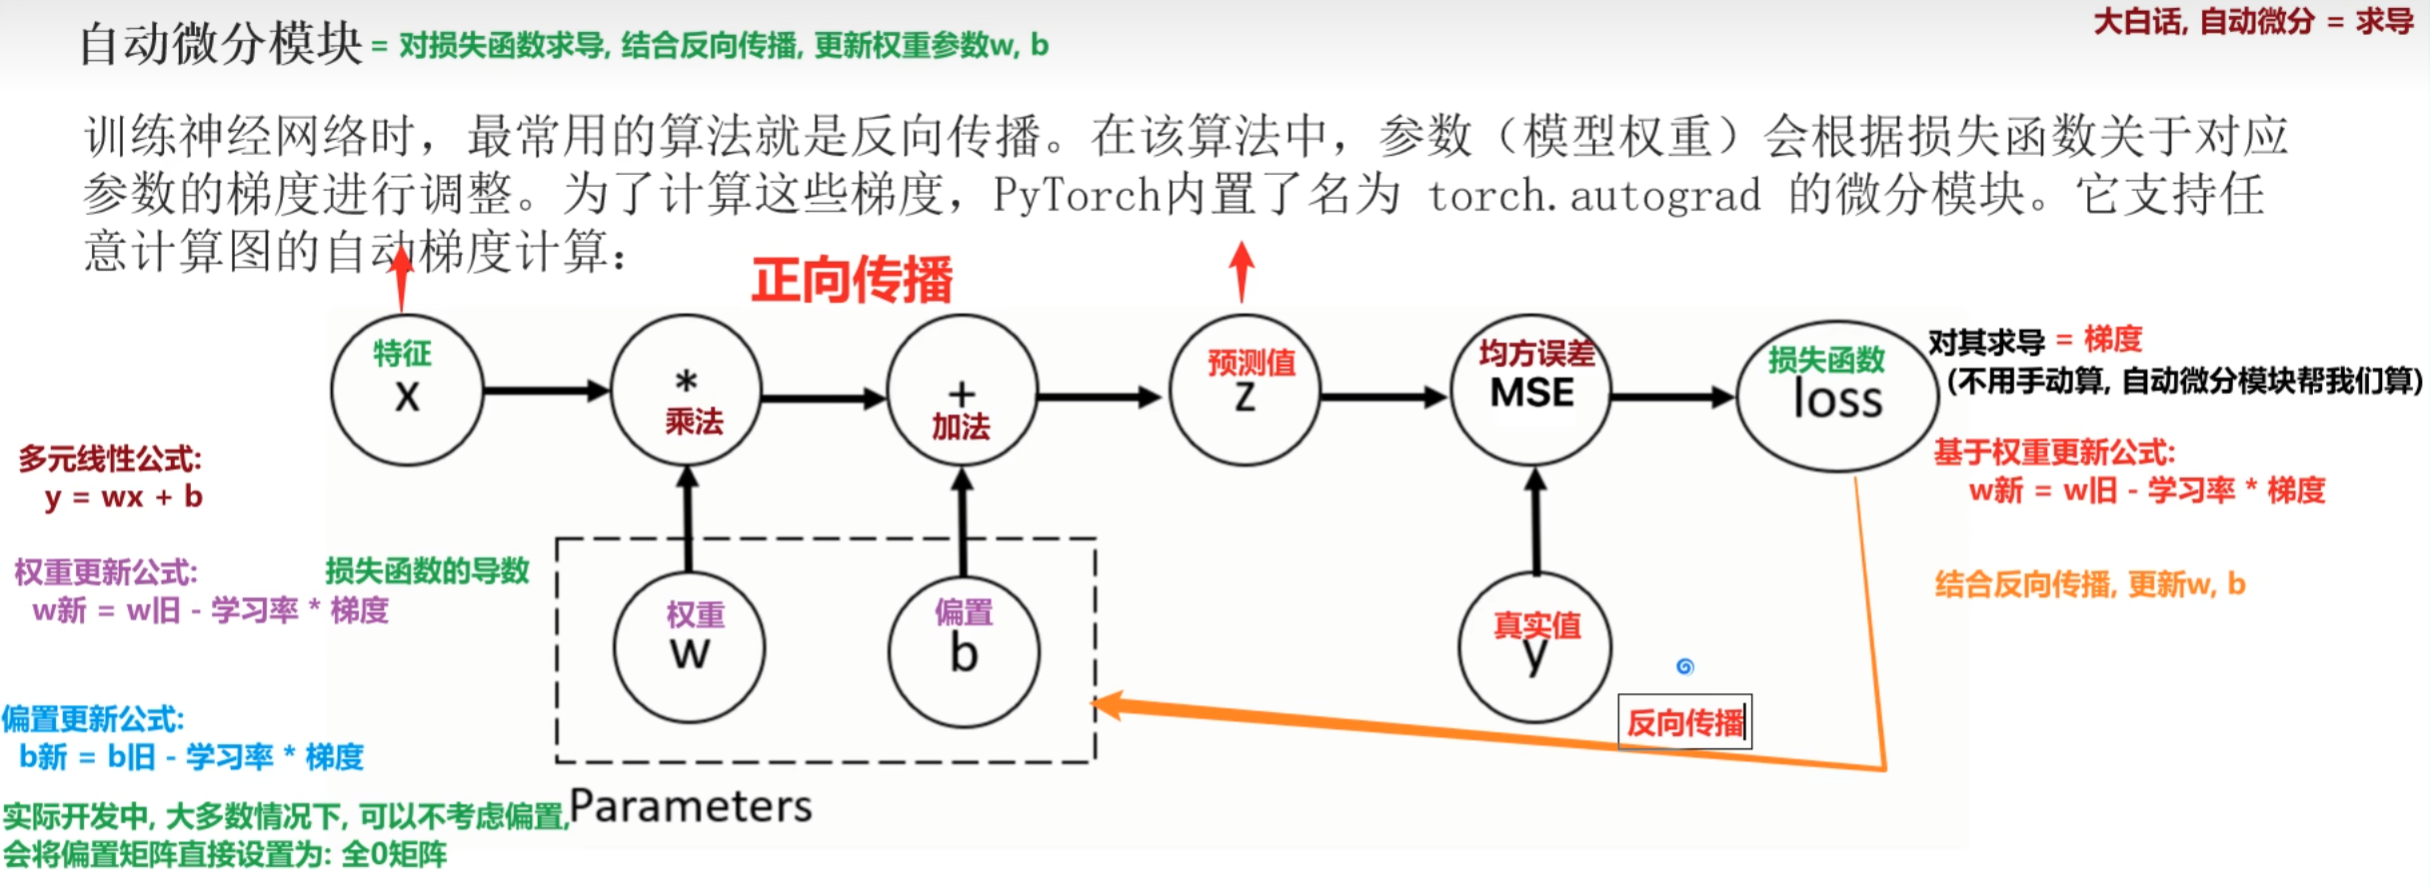 大白话, 自动微分 = 求导
自动微分模块 = 对损失函数求导, 结合反向传播, 更新权重参数w, b
训练神经网络时，最常用的算法就是反向传播。在该算法中，参数（模型权重）会根据损失函数关于对应
参数的梯度进行调整。为了计算这些梯度，PyTorch内置了名为 torch.autograd 的微分模块。它支持任
意计算图的自动梯度计算：
正向传播
特征
x
*
乘法
+
加法
预测值
z
均方误差
MSE
损失函数
loss
对其求导 = 梯度
(不用手动算, 自动微分模块帮我们算)
多元线性公式:
y = wx + b
基于权重更新公式:
w新 = w旧 - 学习率 * 梯度
权重更新公式:
损失函数的导数
w新 = w旧 - 学习率 * 梯度
权重
w
偏置
b
真实值
y
结合反向传播, 更新w, b
反向传播
偏置更新公式:
b新 = b旧 - 学习率 * 梯度
Parameters
实际开发中, 大多数情况下, 可以不考虑偏置,
会将偏置矩阵直接设置为: 全0矩阵